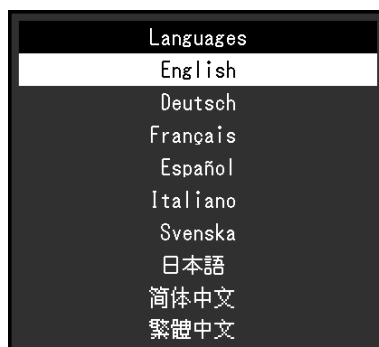 Languages
English
Deutsch
Français
Español
Italiano
Svenska
日本語
简体中文
繁體中文